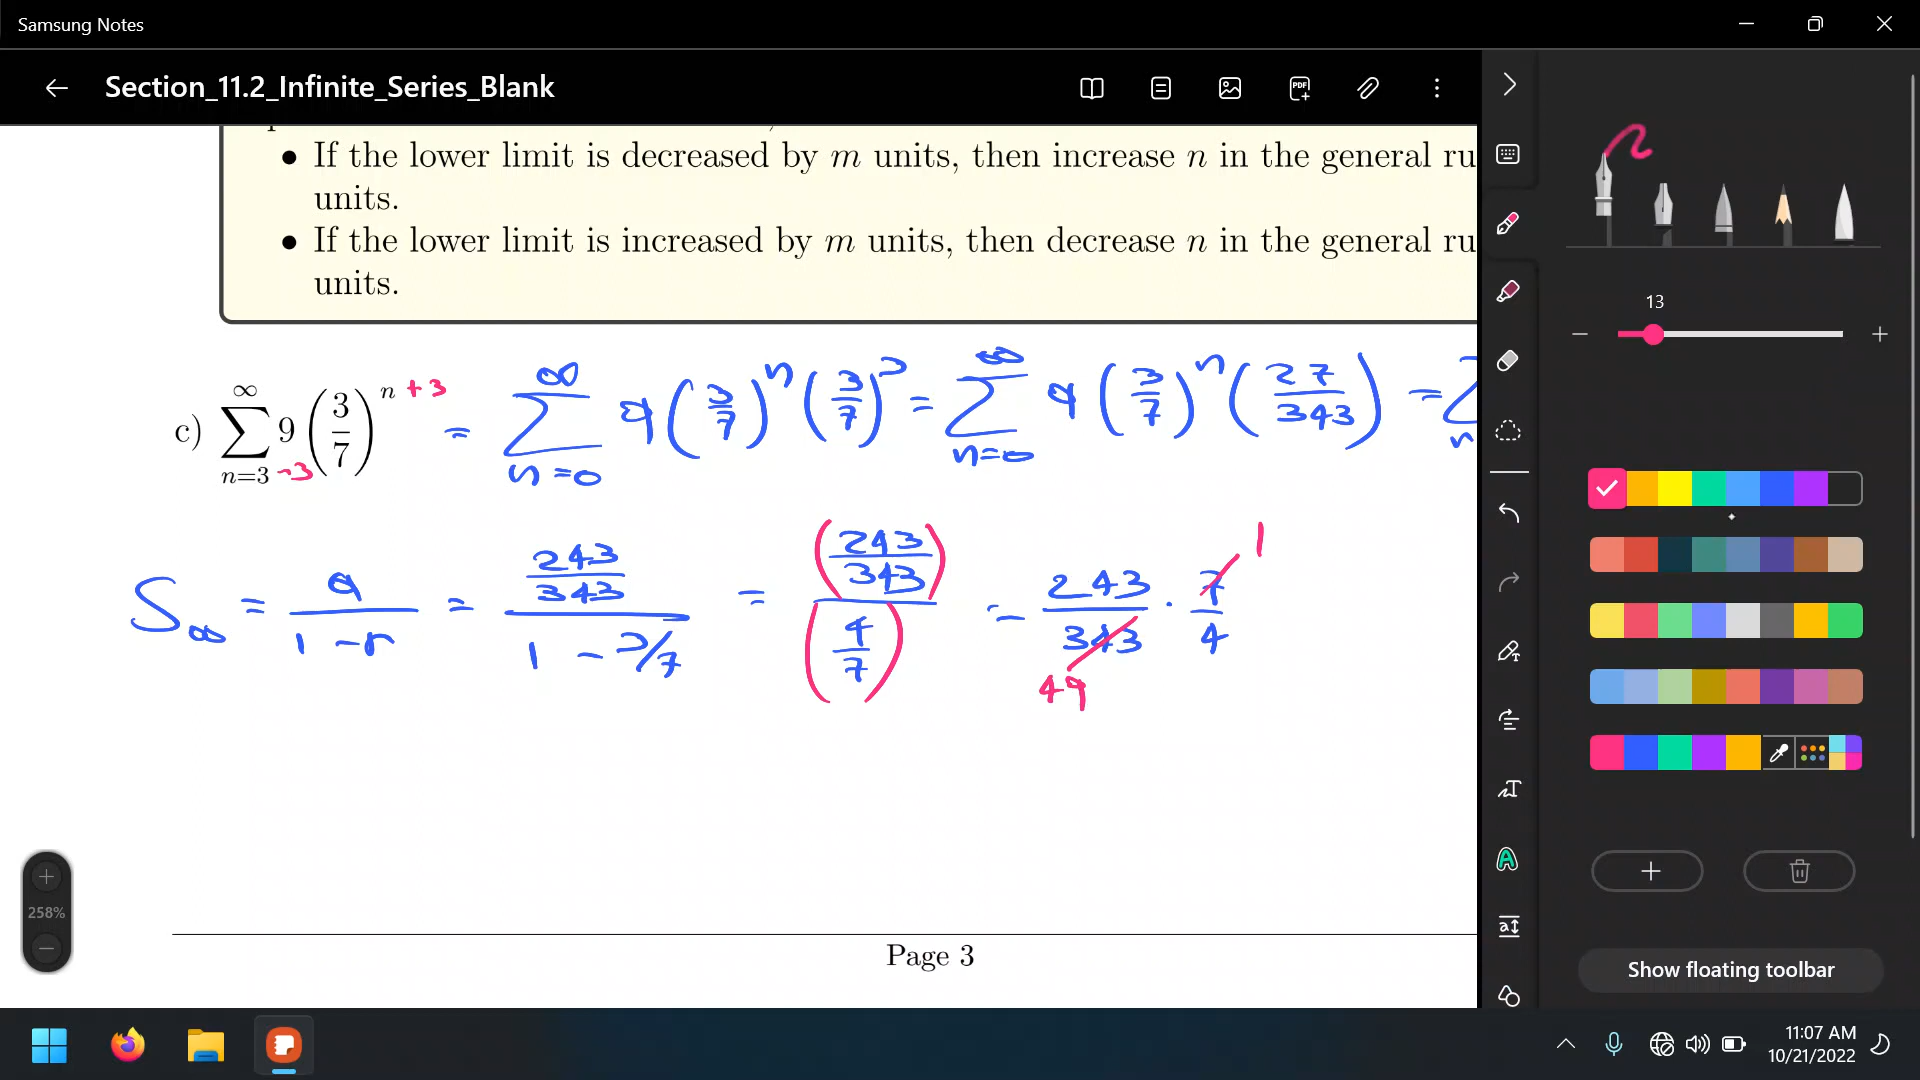 Samsung Notes
Section_11.2_Infinite_Series_Blank
PDF
• If the lower limit is decreased by m units, then increase n in the general ru
units.
• If the lower limit is increased by m units, then decrease n in the general ru
units.
c) ∑_{n=3 -3}^{∞} 9 (3/7)^{n +3} = ∑_{n=0}^{∞} 9 (3/7)^n (3/7)^3 = ∑_{n=0}^{∞} 9 (3/7)^n (27/343) = ∑ n
S_∞ = a/(1-r) = (243/343)/(1 - 3/7) = (243/343)/(4/7) = 243/343 · 7/4
1
49
Page 3
258%
13
Show floating toolbar
11:07 AM
10/21/2022